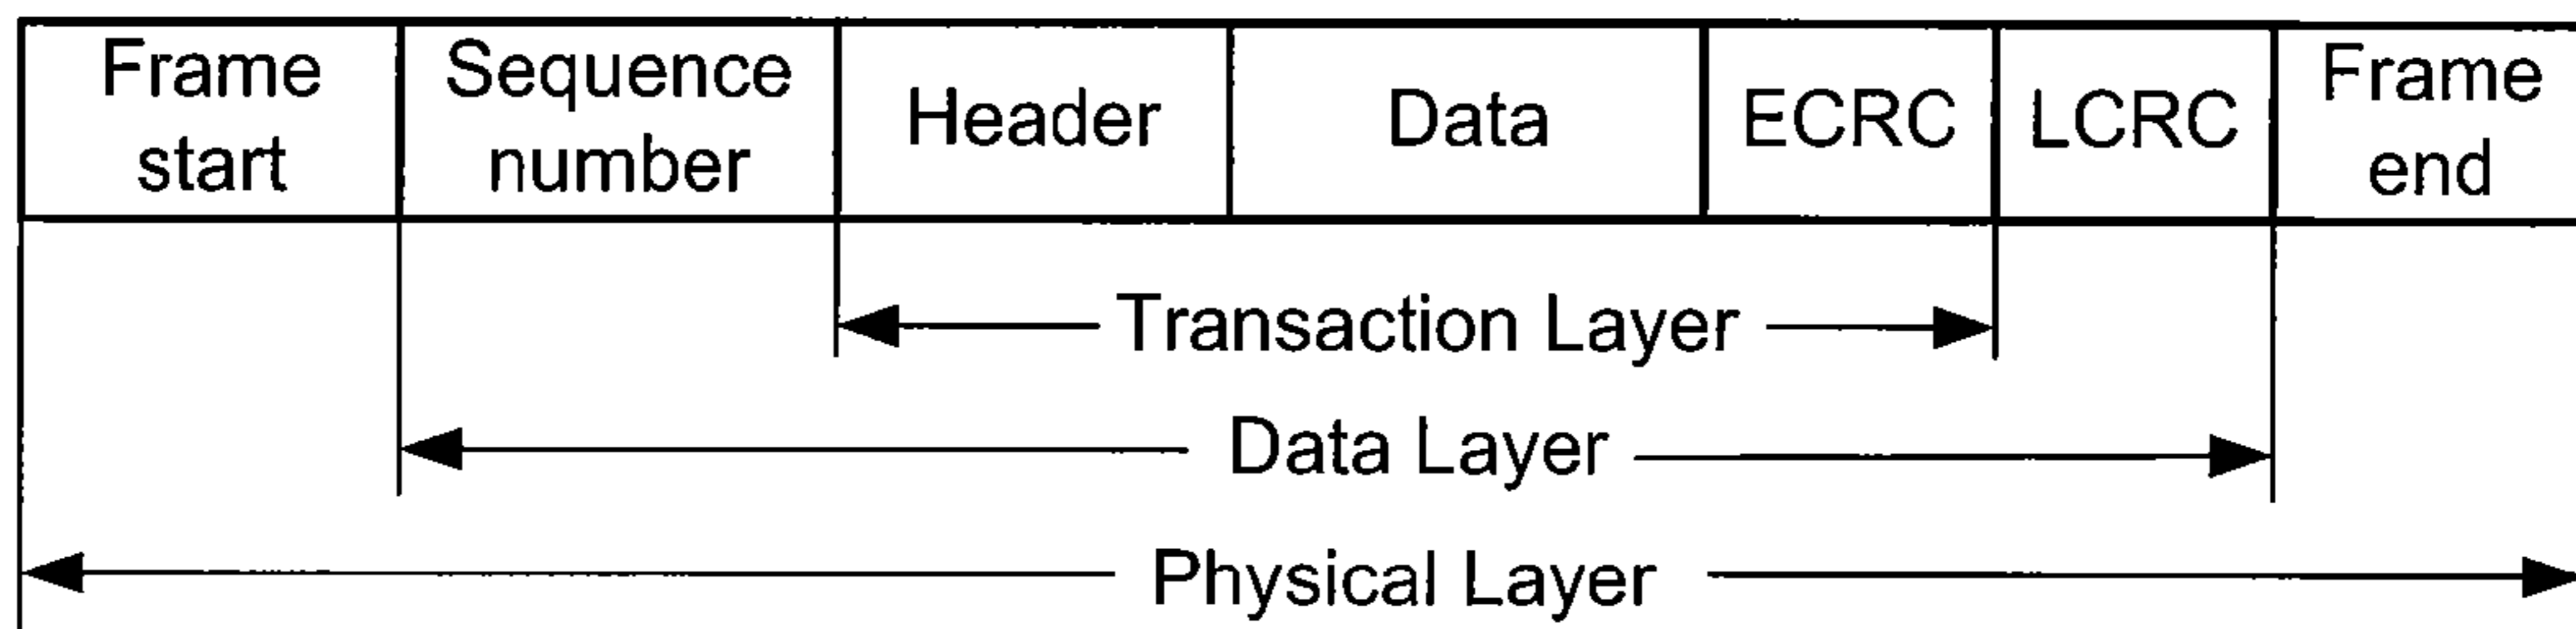 Frame
start
Sequence
number
Header
Data
ECRC
LCRC
Frame
end
Transaction Layer
Data Layer
Physical Layer